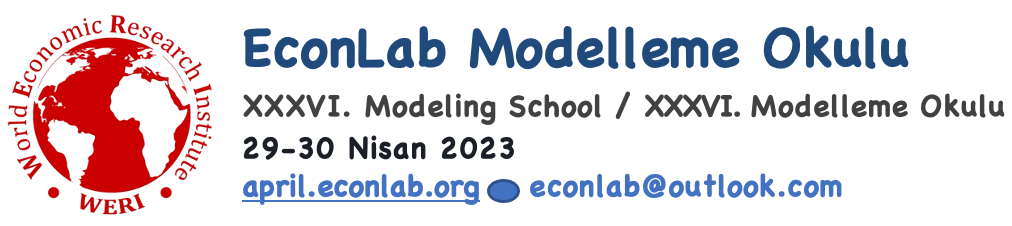 World Economic Research Institute
WERI
EconLab Modelleme Okulu
XXXVI. Modeling School / XXXVI. Modelleme Okulu
29-30 Nisan 2023
april.econlab.org econlab@outlook.com